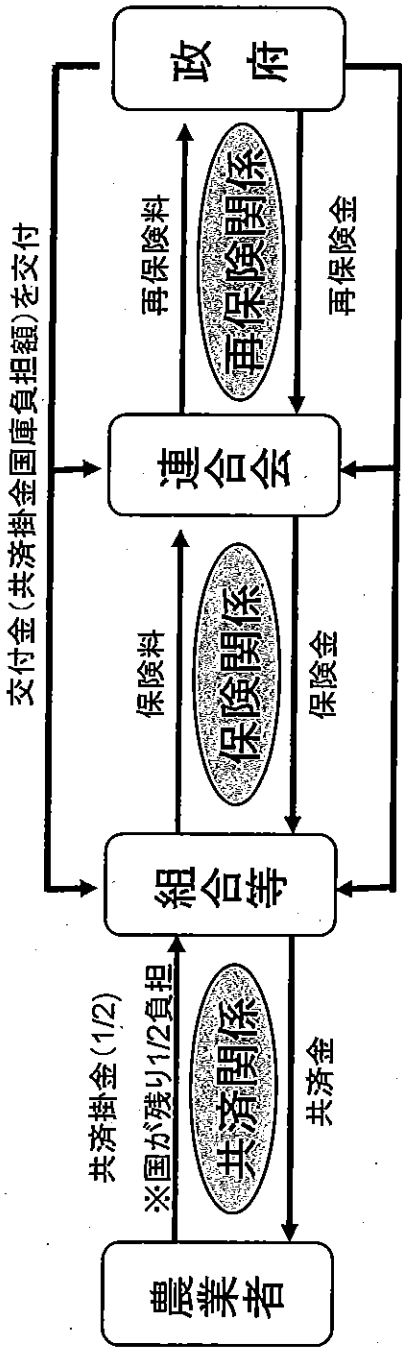 交付金(共済掛金国庫負担額)を交付
農業者
共済掛金(1/2)
※国が残り1/2負担
共済関係
共済金
組合等
保険料
保険関係
保険金
連合会
再保険料
再保険関係
再保険金
政府